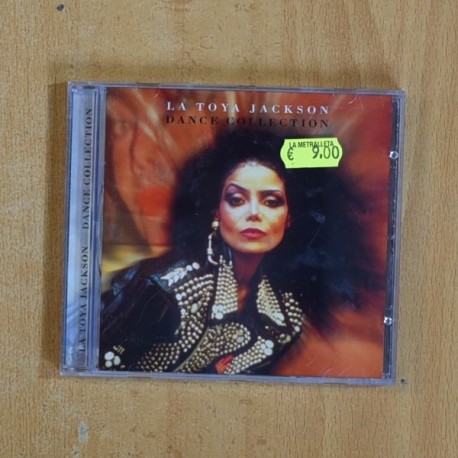 LA TOYA JACKSON
DANCE COLLECTION
LA METRALLETA
€ 9.00
LA TOYA JACKSON DANCE COLLECTION